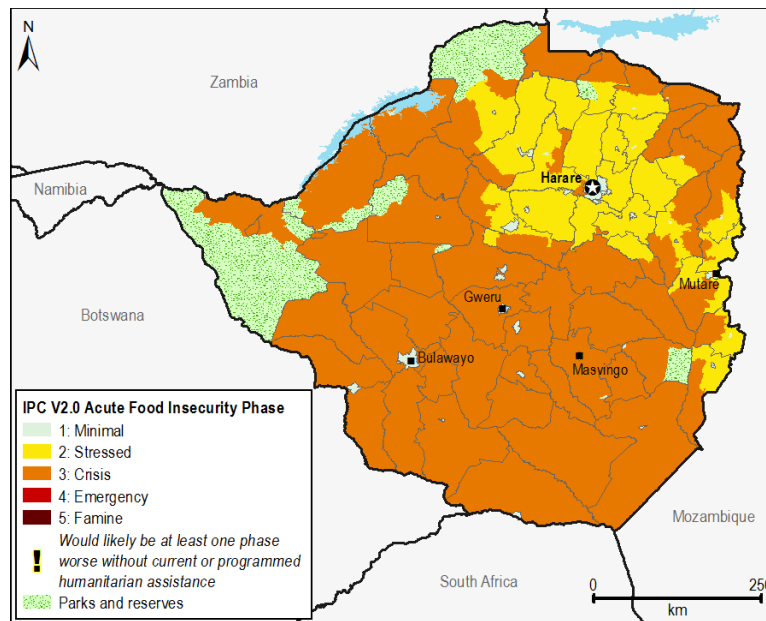 N
Zambia
Namibia
Harare
Botswana
Mutare
Gweru
Bulawayo
Masvingo
IPC V2.0 Acute Food Insecurity Phase
1: Minimal
2: Stressed
3: Crisis
4: Emergency
5: Famine
! Would likely be at least one phase
worse without current or programmed
humanitarian assistance
Parks and reserves
Mozambique
South Africa
0 250
km